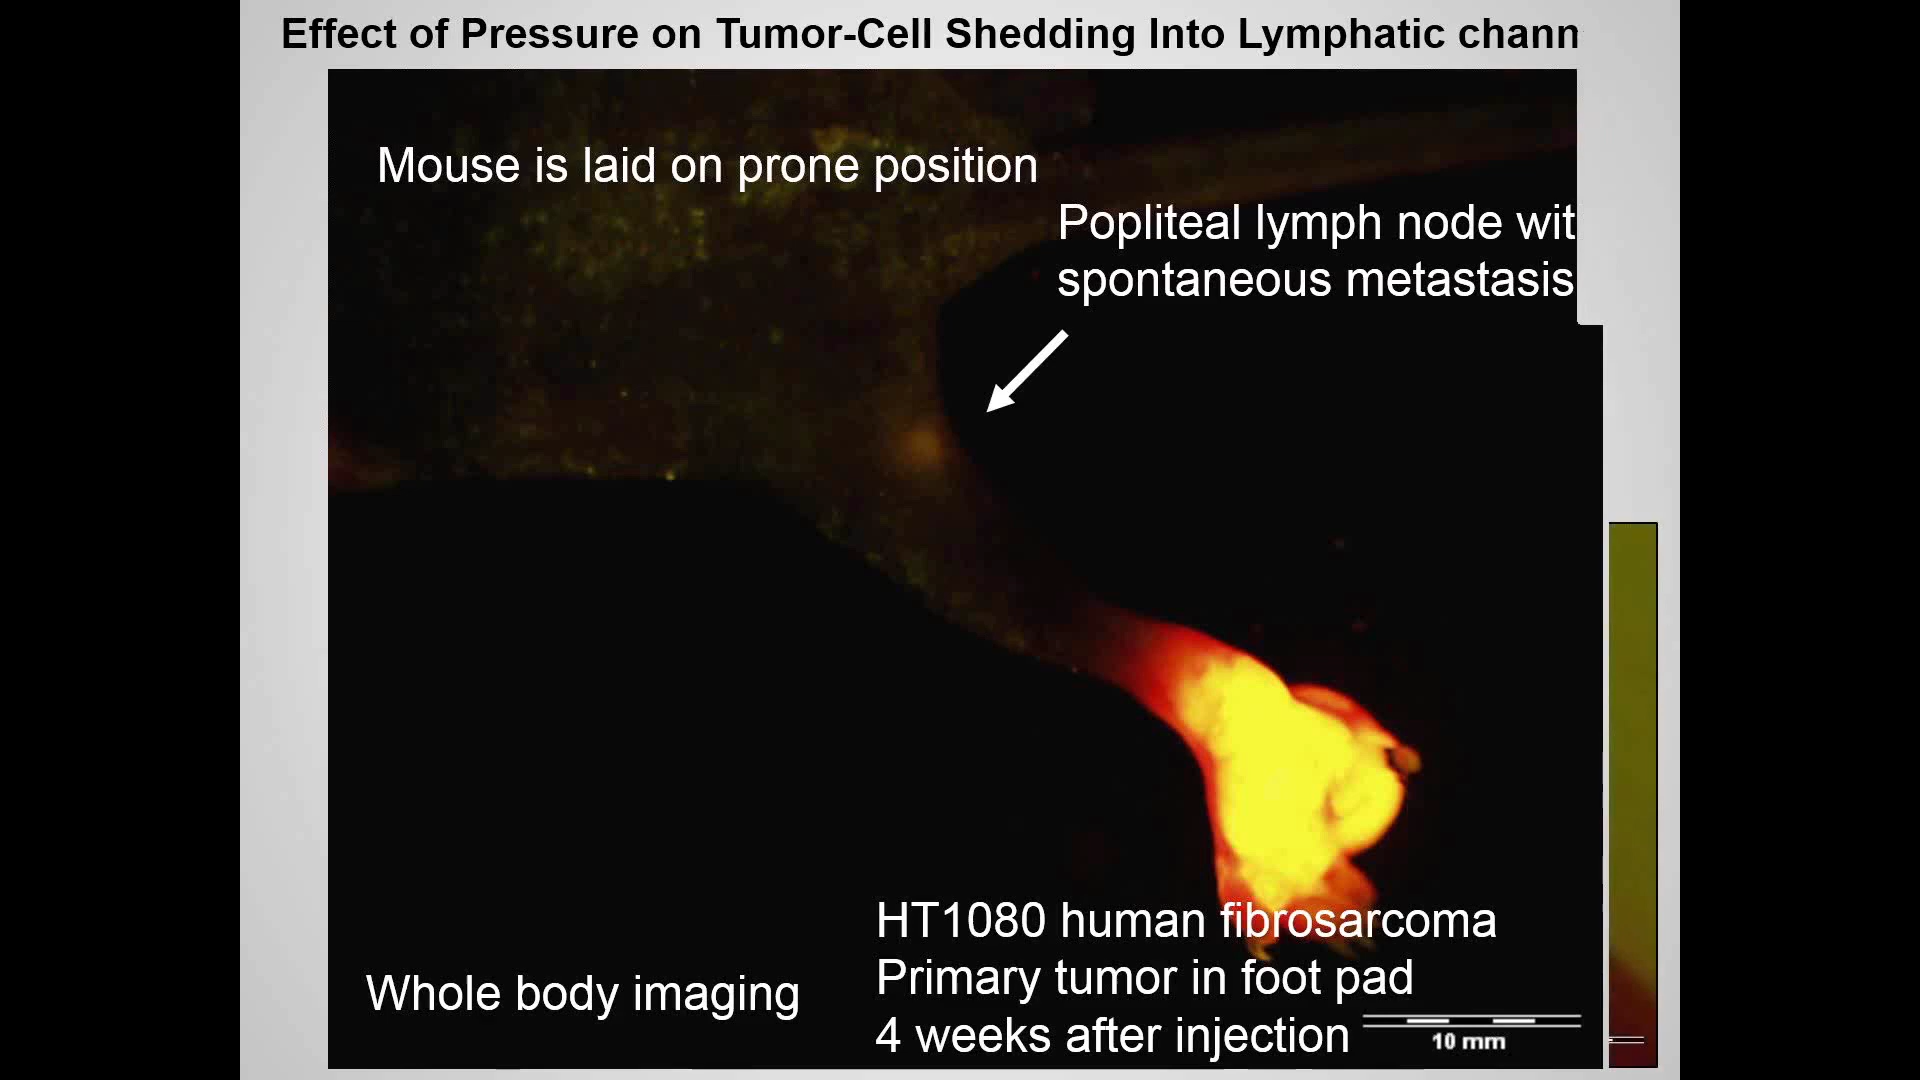 Effect of Pressure on Tumor-Cell Shedding Into Lymphatic chann
Mouse is laid on prone position
Popliteal lymph node wit
spontaneous metastasis
HT1080 human fibrosarcoma
Primary tumor in foot pad
4 weeks after injection
Whole body imaging
10 mm